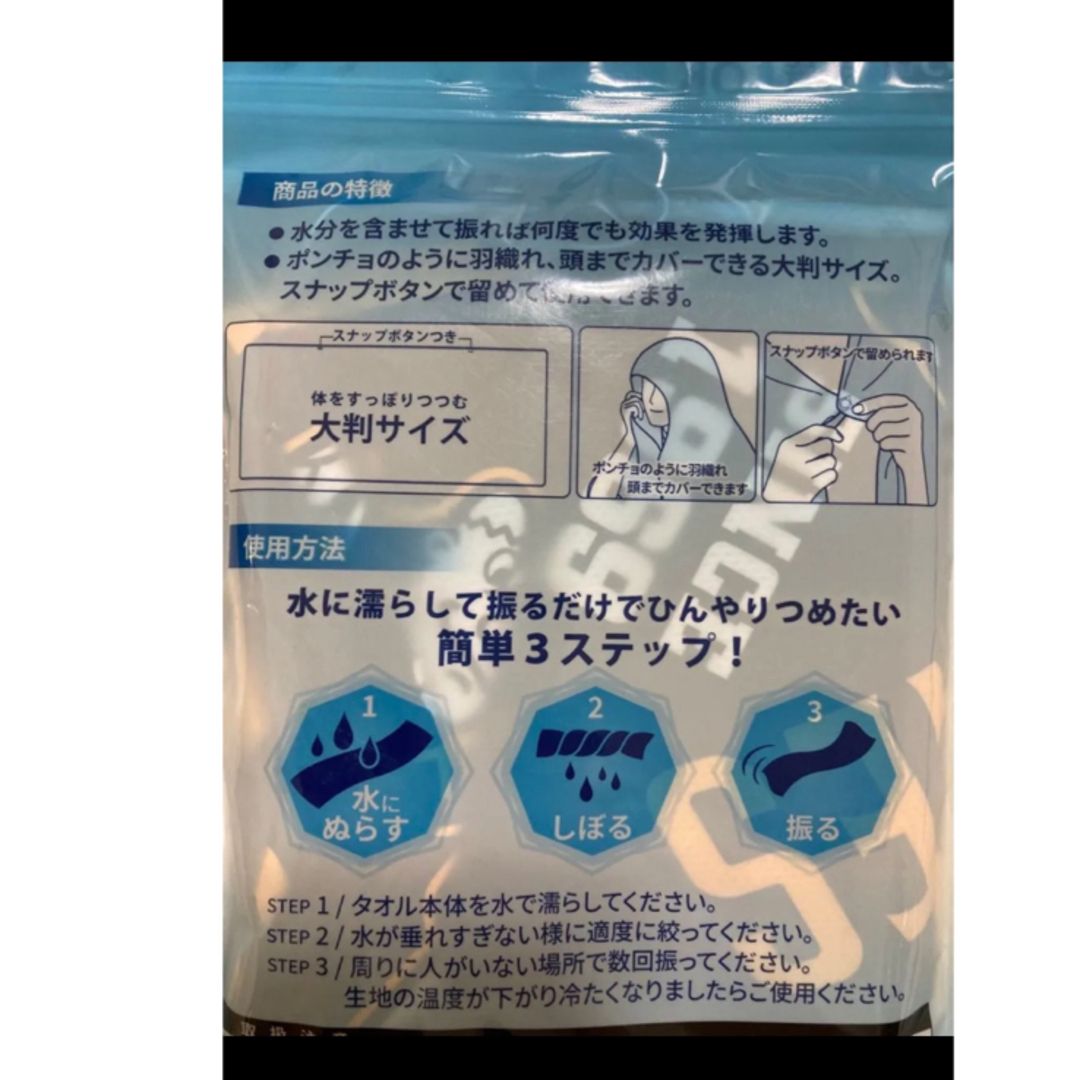 商品の特徴
● 水分を含ませて振れば何度でも効果を発揮します。
● ポンチョのように羽織れ、頭までカバーできる大判サイズ。
スナップボタンで留めて使用できます。
スナップボタンつき
体をすっぽりつつむ
大判サイズ
ポンチョのように羽織れ
頭までカバーできます
スナップボタンで留められます
使用方法
水に濡らして振るだけでひんやりつめたい
簡単3ステップ!
1
水に
ぬらす
2
しぼる
3
振る
STEP 1 / タオル本体を水で濡らしてください。
STEP 2 / 水が垂れすぎない様に適度に絞ってください。
STEP 3 / 周りに人がいない場所で数回振ってください。
生地の温度が下がり冷たくなりましたらご使用ください。